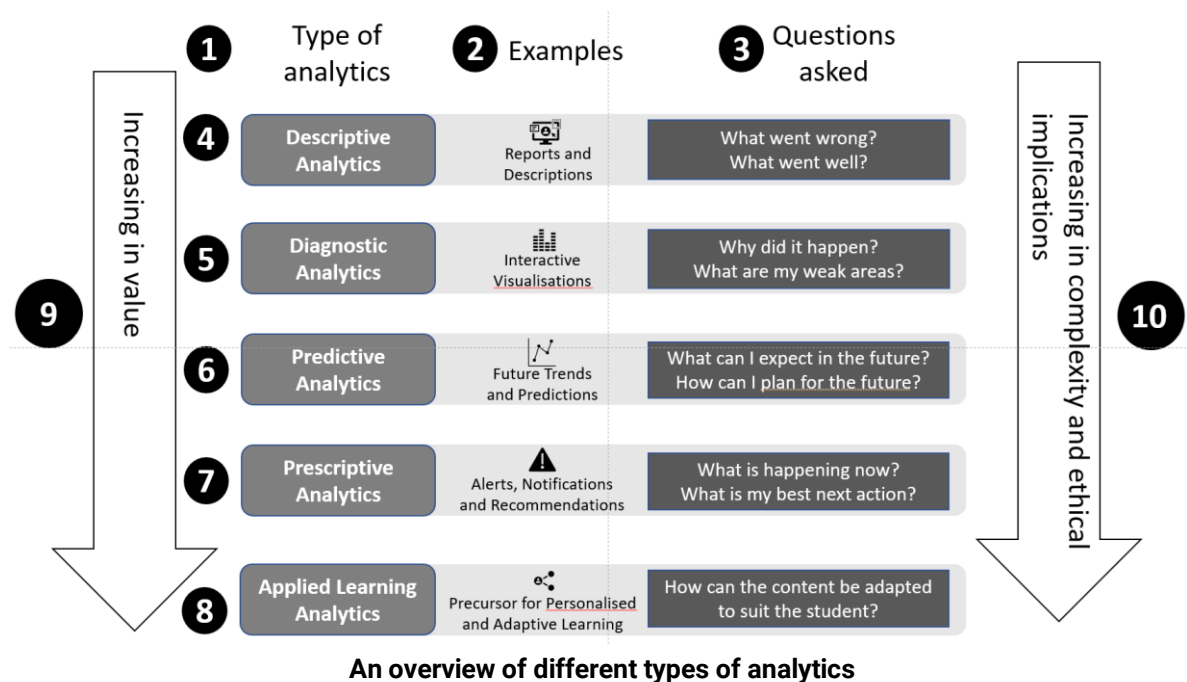 1
Type of
analytics
2
Examples
3
Questions
asked
4
Descriptive
Analytics
Reports and
Descriptions
What went wrong?
What went well?
5
Diagnostic
Analytics
Interactive
Visualisations
Why did it happen?
What are my weak areas?
6
Predictive
Analytics
Future Trends
and Predictions
What can I expect in the future?
How can I plan for the future?
7
Prescriptive
Analytics
Alerts, Notifications
and Recommendations
What is happening now?
What is my best next action?
8
Applied Learning
Analytics
Precursor for Personalised
and Adaptive Learning
How can the content be adapted
to suit the student?
9
Increasing in value
10
Increasing in complexity and ethical
implications
An overview of different types of analytics